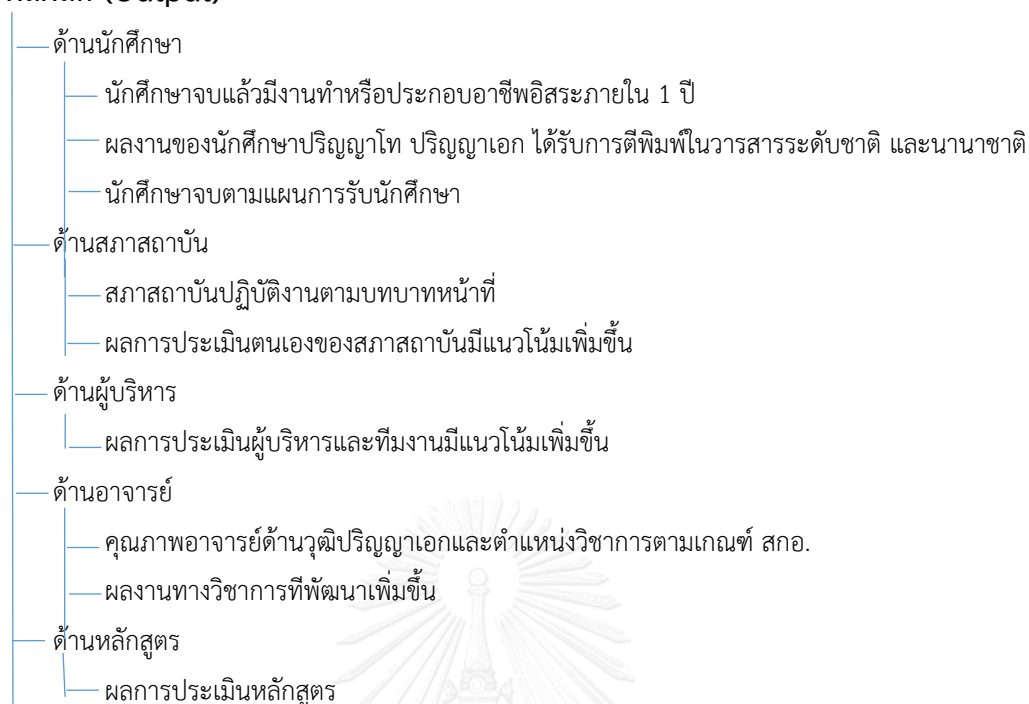 (Output)
ด้านนักศึกษา
นักศึกษาจบแล้วมีงานทำหรือประกอบอาชีพอิสระภายใน 1 ปี
ผลงานของนักศึกษาปริญญาโท ปริญญาเอก ได้รับการตีพิมพ์ในวารสารระดับชาติ และนานาชาติ
นักศึกษาจบตามแผนการรับนักศึกษา
ด้านสภาสถาบัน
สภาสถาบันปฏิบัติงานตามบทบาทหน้าที่
ผลการประเมินตนเองของสภาสถาบันมีแนวโน้มเพิ่มขึ้น
ด้านผู้บริหาร
ผลการประเมินผู้บริหารและทีมงานมีแนวโน้มเพิ่มขึ้น
ด้านอาจารย์
คุณภาพอาจารย์ด้านวุฒิปริญญาเอกและตำแหน่งวิชาการตามเกณฑ์ สกอ.
ผลงานทางวิชาการทีพัฒนาเพิ่มขึ้น
ด้านหลักสูตร
ผลการประเมินหลักสูตร